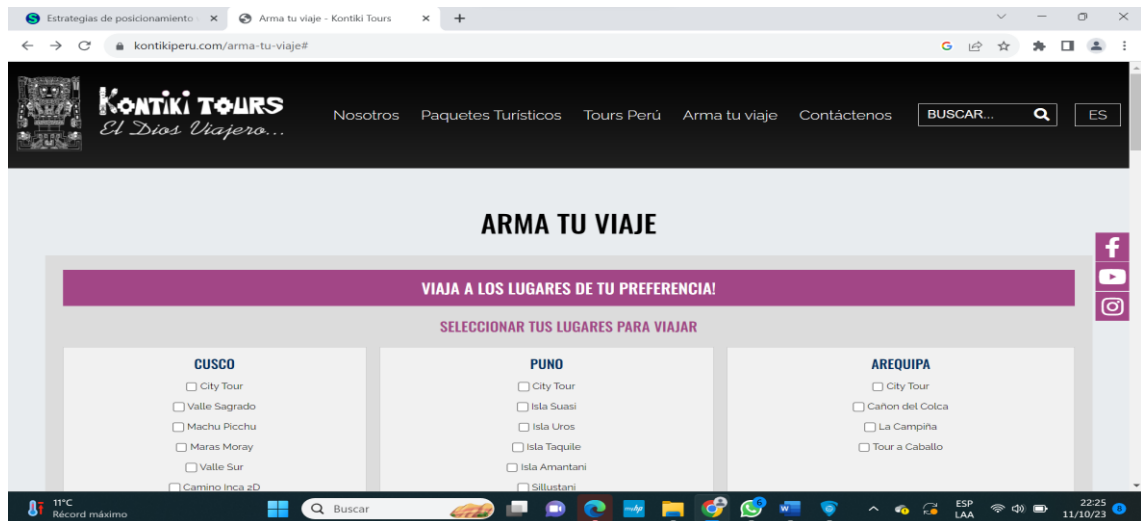 Estrategias de posicionamiento
Arma tu viaje - Kontiki Tours
kontikiperu.com/arma-tu-viaje#
KONTIKI TOURS
El Dios Viajero...
Nosotros Paquetes Turísticos Tours Perú Arma tu viaje Contáctenos BUSCAR... ES
ARMA TU VIAJE
VIAJA A LOS LUGARES DE TU PREFERENCIA!
SELECCIONAR TUS LUGARES PARA VIAJAR
CUSCO
City Tour
Valle Sagrado
Machu Picchu
Maras Moray
Valle Sur
Camino Inca 2D
PUNO
City Tour
Isla Suasi
Isla Uros
Isla Taquile
Isla Amantani
Sillustani
AREQUIPA
City Tour
Cañon del Colca
La Campiña
Tour a Caballo
11°C
Récord máximo
Buscar
ESP
LAA
22:25
11/10/23